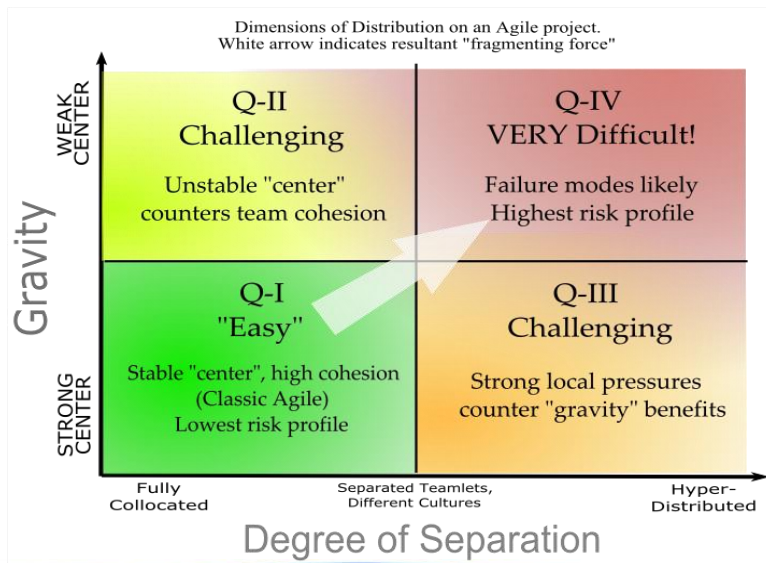 Dimensions of Distribution on an Agile project.
White arrow indicates resultant "fragmenting force"
WEAK
CENTER
Q-II
Challenging
Unstable "center"
counters team cohesion
Q-IV
VERY Difficult!
Failure modes likely
Highest risk profile
Gravity
STRONG
CENTER
Q-I
"Easy"
Stable "center", high cohesion
(Classic Agile)
Lowest risk profile
Q-III
Challenging
Strong local pressures
counter "gravity" benefits
Fully
Collocated
Separated Teamlets,
Different Cultures
Hyper-
Distributed
Degree of Separation